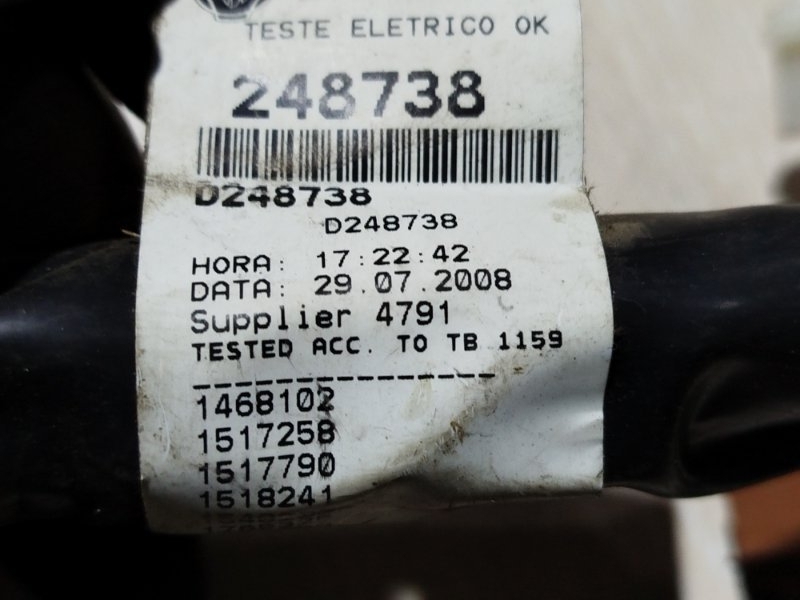 TESTE ELETRICO OK
248738
D248738
D248738
HORA: 17:22:42
DATA: 29.07.2008
Supplier 4791
TESTED ACC. TO TB 1159
1468102
1517258
1517790
1518241